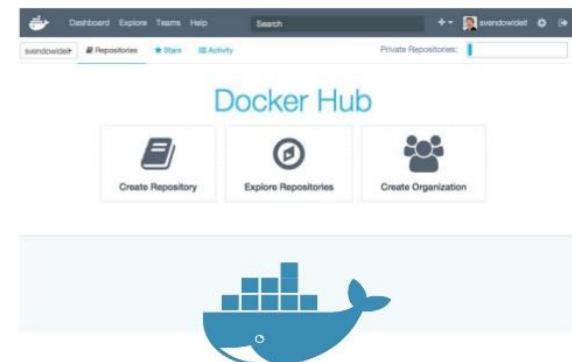 Dashboard Explore Teams Help Search svendowideit
svendowideit Repositories Stars Activity Private Repositories:
Docker Hub
Create Repository Explore Repositories Create Organization